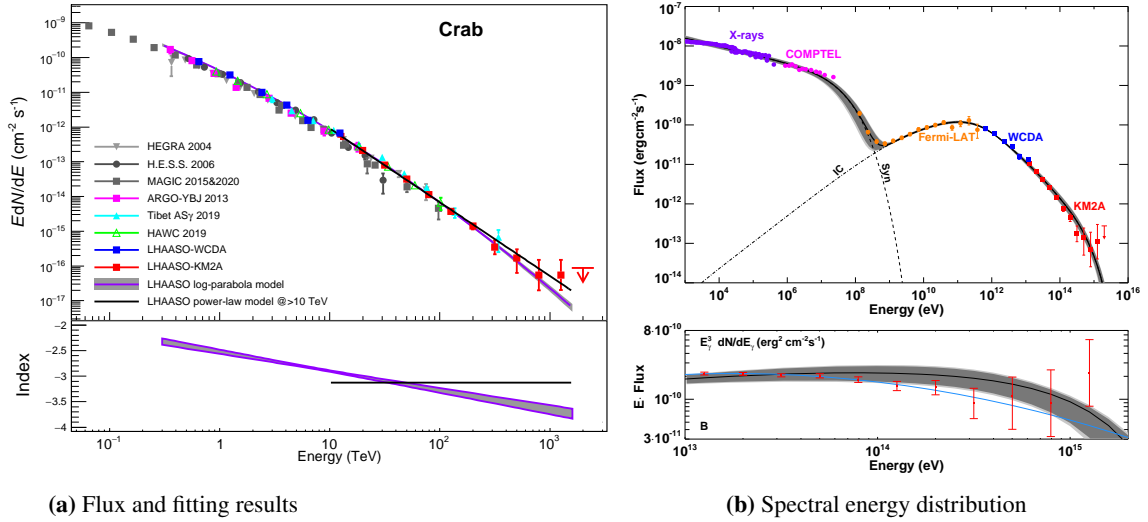 Crab
10⁻⁹
10⁻¹⁰
10⁻¹¹
10⁻¹²
10⁻¹³
10⁻¹⁴
10⁻¹⁵
10⁻¹⁶
10⁻¹⁷
EdN/dE (cm⁻² s⁻¹)
HEGRA 2004
H.E.S.S. 2006
MAGIC 2015&2020
ARGO-YBJ 2013
Tibet ASγ 2019
HAWC 2019
LHAASO-WCDA
LHAASO-KM2A
LHAASO log-parabola model
LHAASO power-law model @>10 TeV
−2
−2.5
−3
−3.5
−4
Index
10⁻¹ 1 10 10² 10³
Energy (TeV)
(a) Flux and fitting results
10⁻⁷
10⁻⁸
10⁻⁹
10⁻¹⁰
10⁻¹¹
10⁻¹²
10⁻¹³
10⁻¹⁴
Flux (ergcm⁻²s⁻¹)
X-rays
COMPTEL
Fermi-LAT
WCDA
KM2A
IC
Syn
10³ 10⁴ 10⁶ 10⁸ 10¹⁰ 10¹² 10¹⁴ 10¹⁶
Energy (eV)
8·10⁻¹⁰
10⁻¹⁰
3·10⁻¹¹
E· Flux
E³γ dN/dEγ (erg² cm⁻²s⁻¹)
B
10¹³ 10¹⁴ 10¹⁵
Energy (eV)
(b) Spectral energy distribution